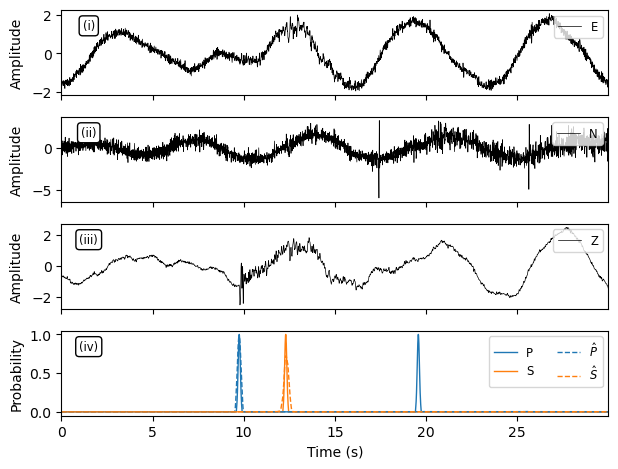 2
0
−2
Amplitude
(i)
E
0
−5
Amplitude
(ii)
N
2
0
−2
Amplitude
(iii)
Z
1.0
0.5
0.0
Probability
(iv)
P
S
P̂
Ŝ
0 5 10 15 20 25
Time (s)